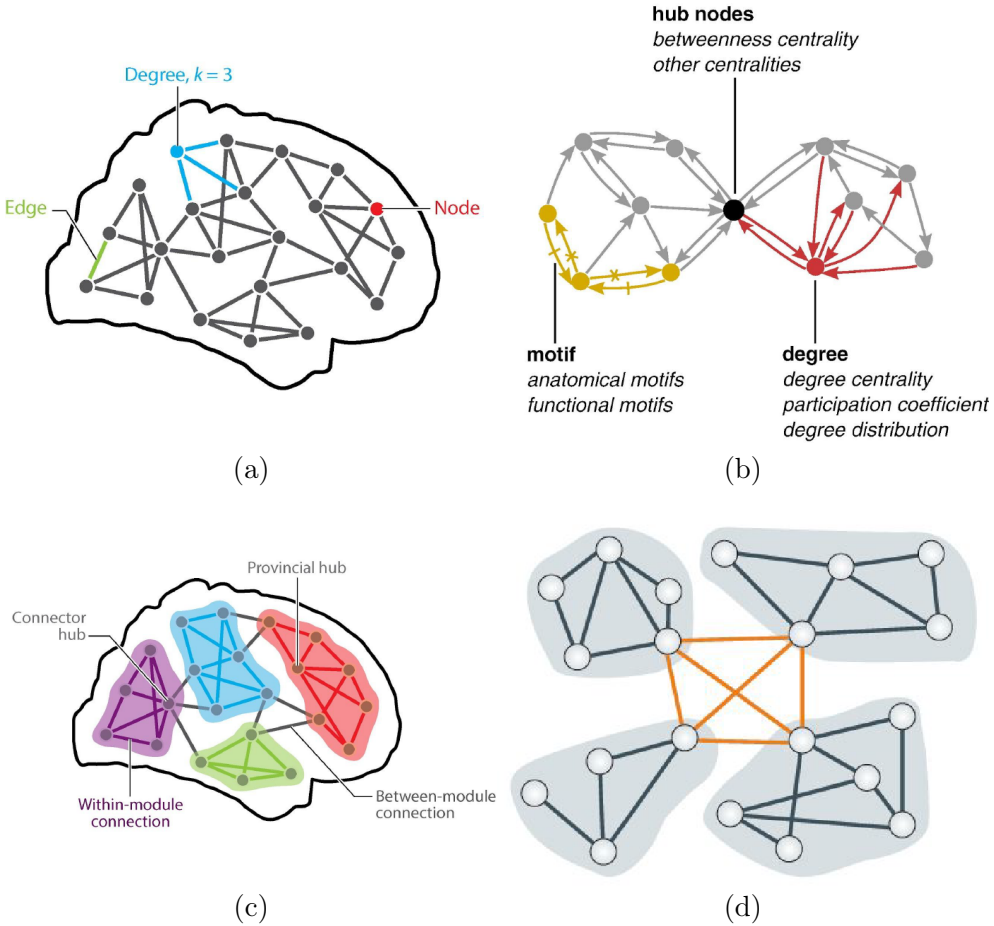 Degree, k = 3
Edge
Node
(a)
hub nodes
betweenness centrality
other centralities
motif
anatomical motifs
functional motifs
degree
degree centrality
participation coefficient
degree distribution
(b)
Provincial hub
Connector
hub
Within-module
connection
Between-module
connection
(c)
(d)